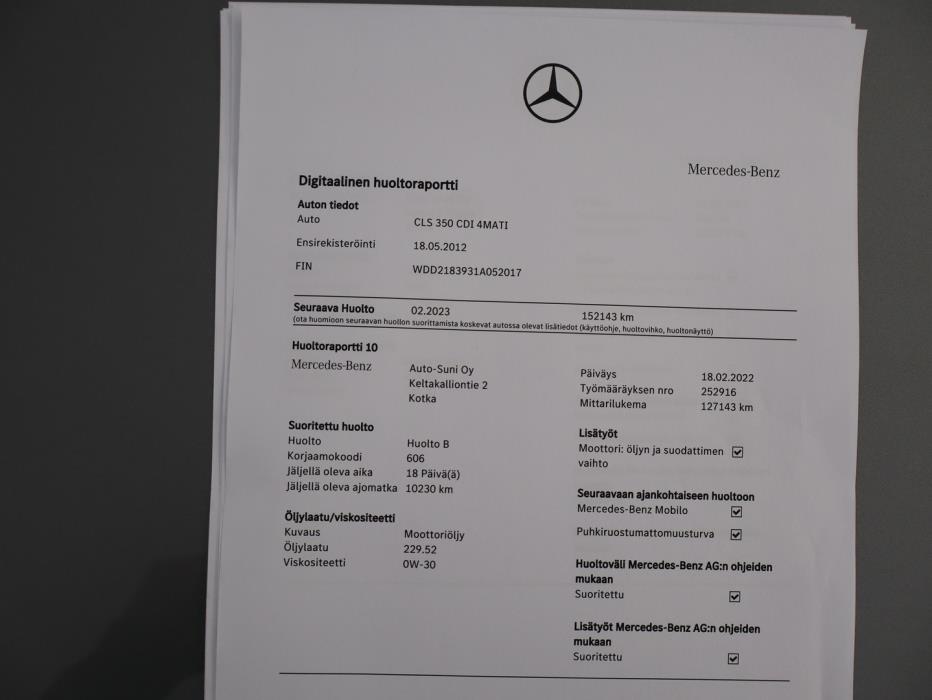 Mercedes-Benz
Digitaalinen huoltoraportti
Auton tiedot
Auto CLS 350 CDI 4MATI
Ensirekisteröinti 18.05.2012
FIN WDD2183931A052017
Seuraava Huolto 02.2023 152143 km
(ota huomioon seuraavan huollon suorittamista koskevat autossa olevat lisätiedot (käyttöohje, huoltovihko, huoltonäyttö)
Huoltoraportti 10
Mercedes-Benz Auto-Suni Oy
Keltakalliontie 2
Kotka
Päiväys 18.02.2022
Työmääräyksen nro 252916
Mittarilukema 127143 km
Suoritettu huolto
Huolto Huolto B
Korjaamokoodi 606
Jäljellä oleva aika 18 Päivä(ä)
Jäljellä oleva ajomatka 10230 km
Öljylaatu/viskositeetti
Kuvaus Moottoriöljy
Öljylaatu 229.52
Viskositeetti 0W-30
Lisätyöt
Moottori: öljyn ja suodattimen
vaihto
Seuraavaan ajankohtaiseen huoltoon
Mercedes-Benz Mobilo
Puhkiruostumattomuusturva
Huoltoväli Mercedes-Benz AG:n ohjeiden
mukaan
Suoritettu
Lisätyöt Mercedes-Benz AG:n ohjeiden
mukaan
Suoritettu